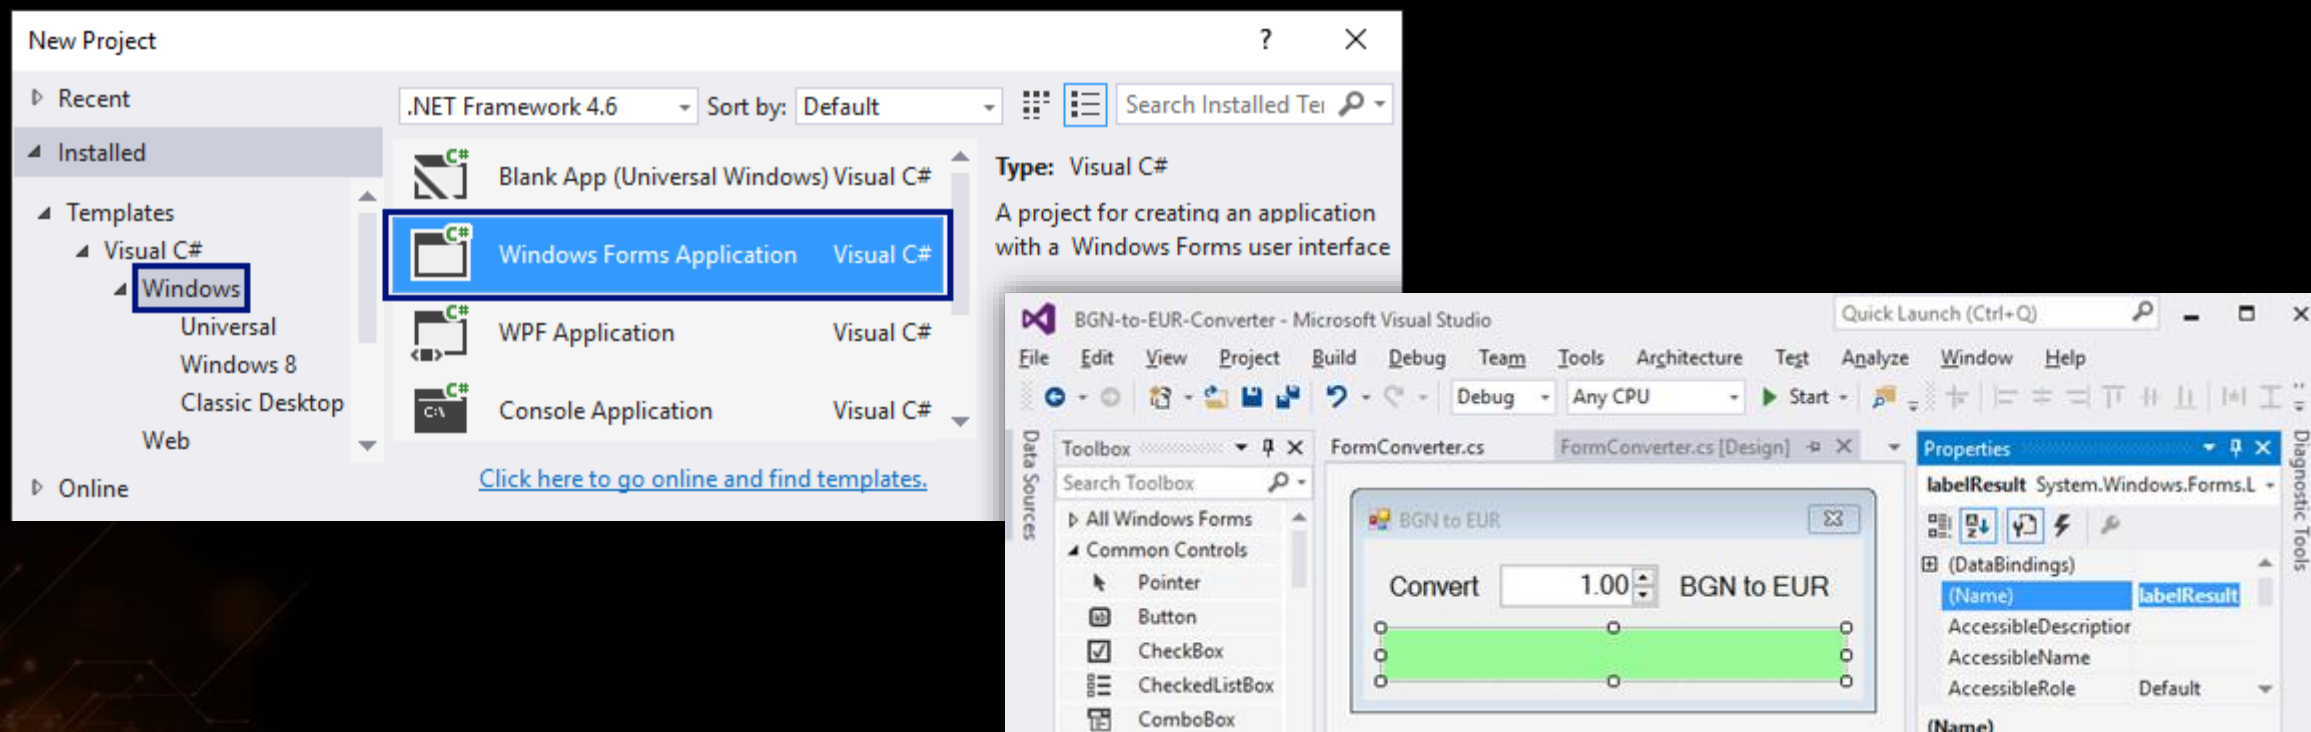 New Project ? 
Recent
.NET Framework 4.6 Sort by: Default Search Installed Ter
Installed
Templates
Visual C#
Windows
Universal
Windows 8
Classic Desktop
Web
Online
Blank App (Universal Windows) Visual C#
Windows Forms Application Visual C#
WPF Application Visual C#
Console Application Visual C#
Click here to go online and find templates.
Type: Visual C#
A project for creating an application
with a Windows Forms user interface
BGN-to-EUR-Converter - Microsoft Visual Studio Quick Launch (Ctrl+Q)
File Edit View Project Build Debug Team Tools Architecture Test Analyze Window Help
Debug Any CPU Start
Data Sources
Toolbox
Search Toolbox
All Windows Forms
Common Controls
Pointer
Button
CheckBox
CheckedListBox
ComboBox
FormConverter.cs FormConverter.cs [Design]
BGN to EUR
Convert 1.00 BGN to EUR
Properties
labelResult System.Windows.Forms.L
(DataBindings)
(Name) labelResult
AccessibleDescription
AccessibleName
AccessibleRole Default
(Name)
Diagnostic Tools